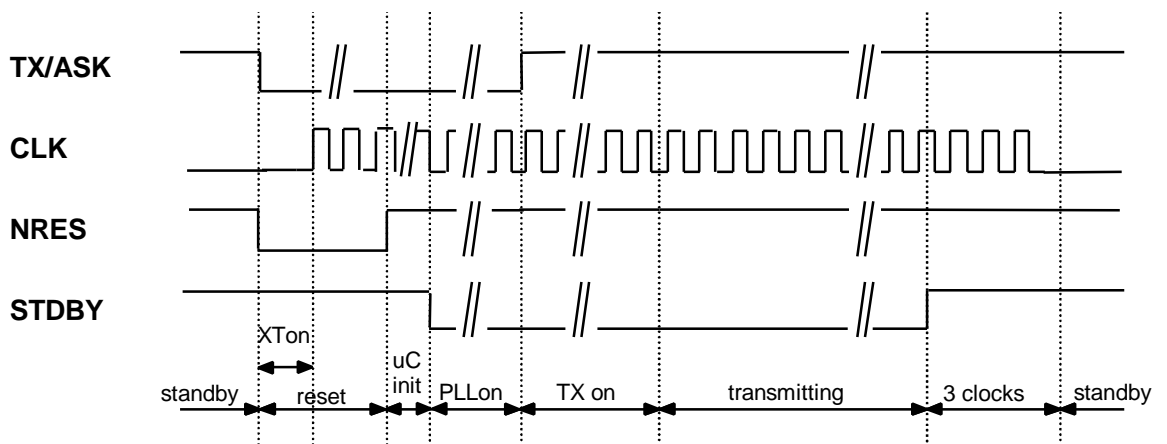 TX/ASK
CLK
NRES
STDBY
XTon
uC
init
standby
reset
PLLon
TX on
transmitting
3 clocks
standby